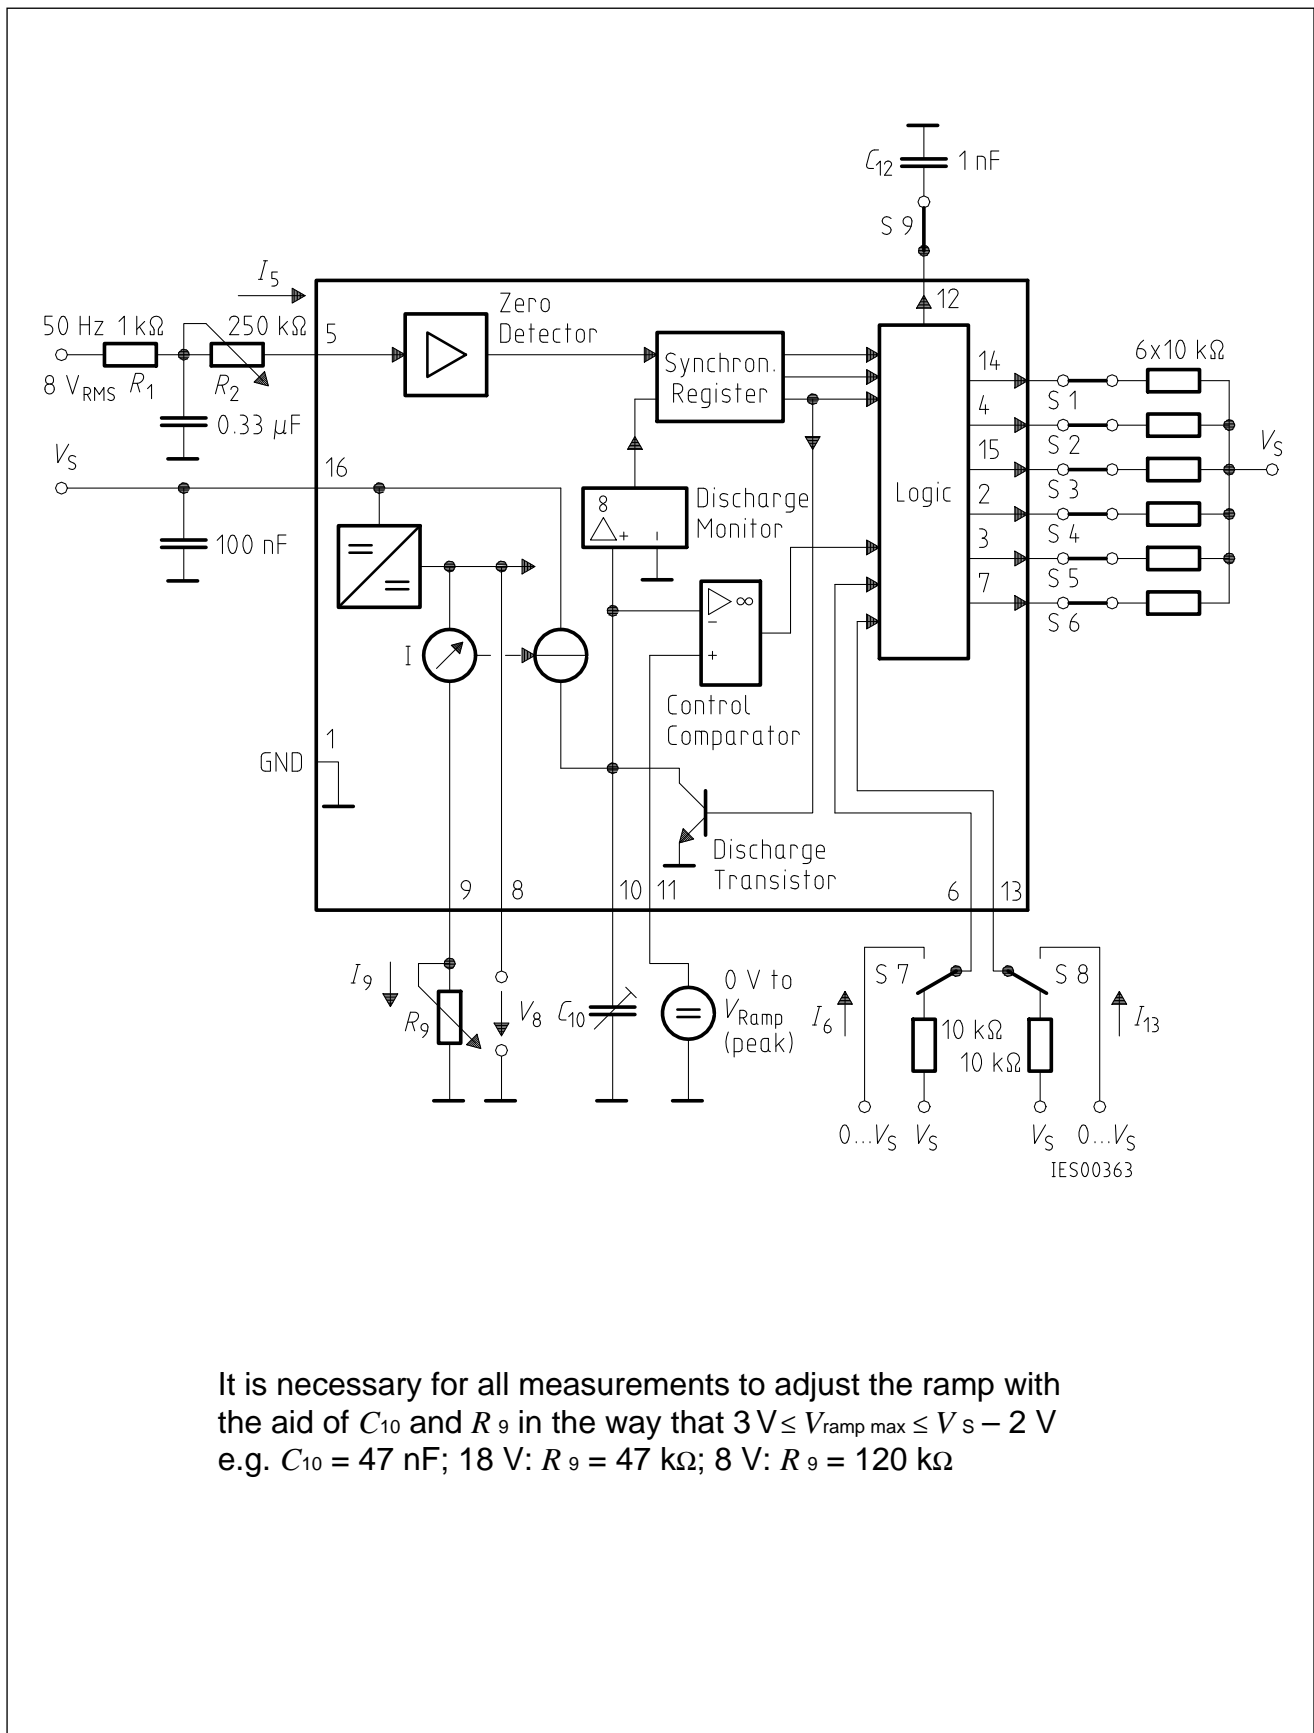 C12 1 nF
S 9
I5
12
50 Hz 1 kΩ 250 kΩ 5
Zero
Detector
8 VRMS R1 R2
0.33 µF
Synchron.
Register
14
4
15
2
3
7
6x10 kΩ
S 1
S 2
S 3
S 4
S 5
S 6
VS
VS
16
100 nF
8
+ −
Discharge
Monitor
Logic
∞
−
+
I
Control
Comparator
1
GND
Discharge
Transistor
9 8 10 11 6 13
I9
R9
V8
C10
0 V to
VRamp
(peak)
S 7 S 8
I6
10 kΩ
10 kΩ
I13
0...VS VS VS 0...VS
IES00363
It is necessary for all measurements to adjust the ramp with
the aid of C10 and R 9 in the way that 3 V ≤ Vramp max ≤ V S – 2 V
e.g. C10 = 47 nF; 18 V: R 9 = 47 kΩ; 8 V: R 9 = 120 kΩ